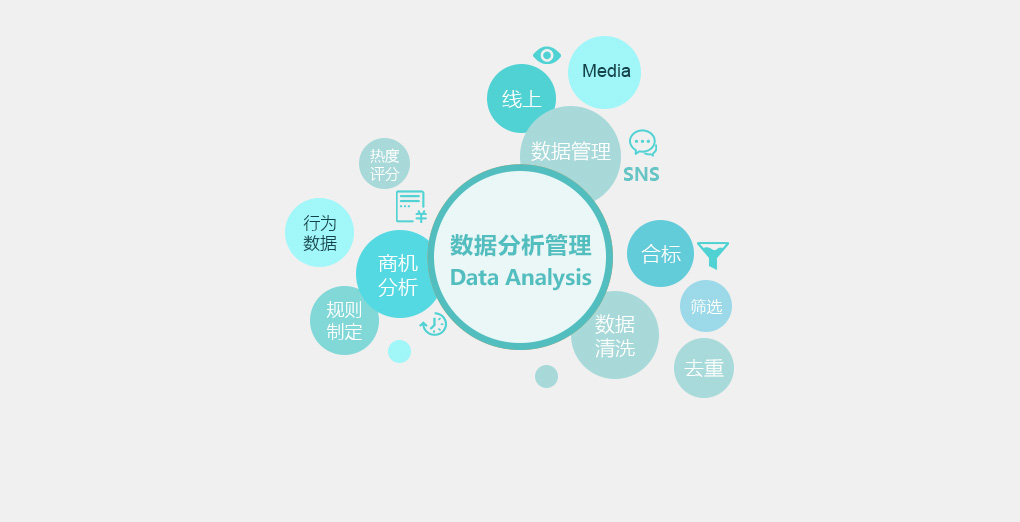 Media
线上
数据管理
SNS
热度
评分
行为
数据
商机
分析
规则
制定
数据分析管理
Data Analysis
合标
筛选
数据
清洗
去重